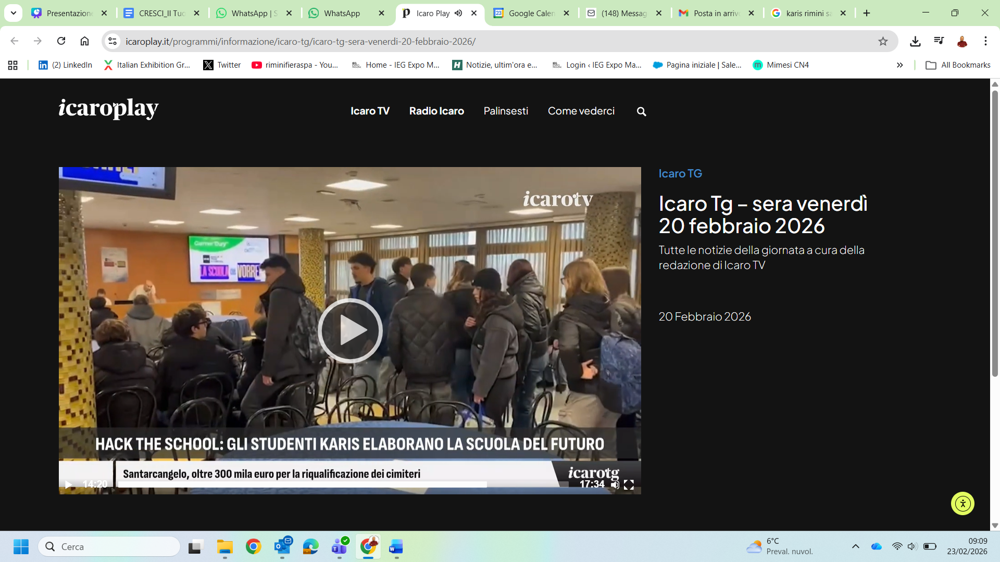 Presentazione
CRESCI_Il Tuo
WhatsApp | S
WhatsApp
Icaro Play
Google Calen
(148) Messag
Posta in arrivo
karis rimini sa
icaroplay.it/programmi/informazione/icaro-tg/icaro-tg-sera-venerdi-20-febbraio-2026/
(2) LinkedIn
Italian Exhibition Gr...
Twitter
riminifieraspa - You...
Home - IEG Expo M...
Notizie, ultim'ora e...
Login ‹ IEG Expo Ma...
Pagina iniziale | Sale...
Mimesi CN4
All Bookmarks
icaroplay
Icaro TV
Radio Icaro
Palinsesti
Come vederci
icarotv
Game Day
LA SCUOLA CHE VORREI
HACK THE SCHOOL: GLI STUDENTI KARIS ELABORANO LA SCUOLA DEL FUTURO
Santarcangelo, oltre 300 mila euro per la riqualificazione dei cimiteri
icarotg
14:20
17:34
Icaro TG
Icaro Tg – sera venerdì
20 febbraio 2026
Tutte le notizie della giornata a cura della
redazione di Icaro TV
20 Febbraio 2026
Cerca
6°C
Preval. nuvol.
09:09
23/02/2026